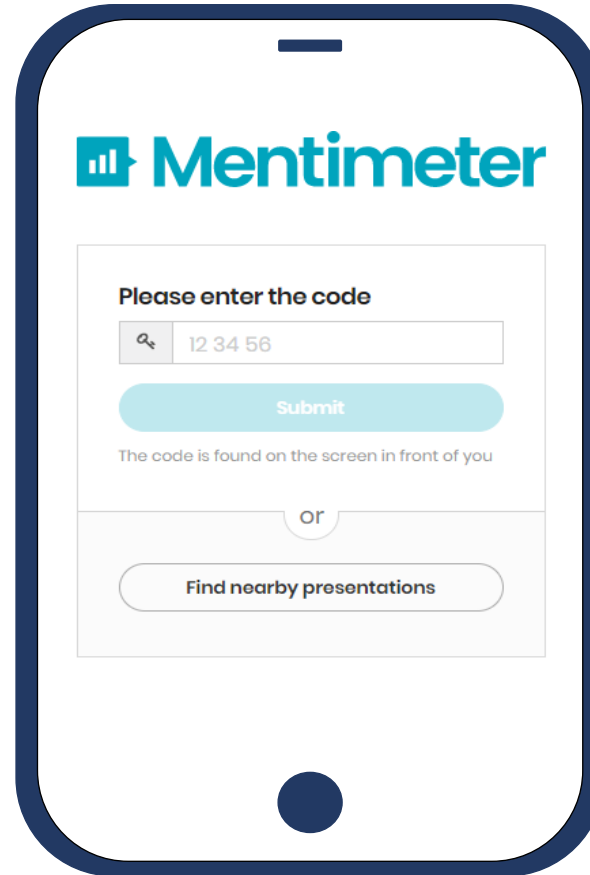 Mentimeter
Please enter the code
12 34 56
Submit
The code is found on the screen in front of you
or
Find nearby presentations